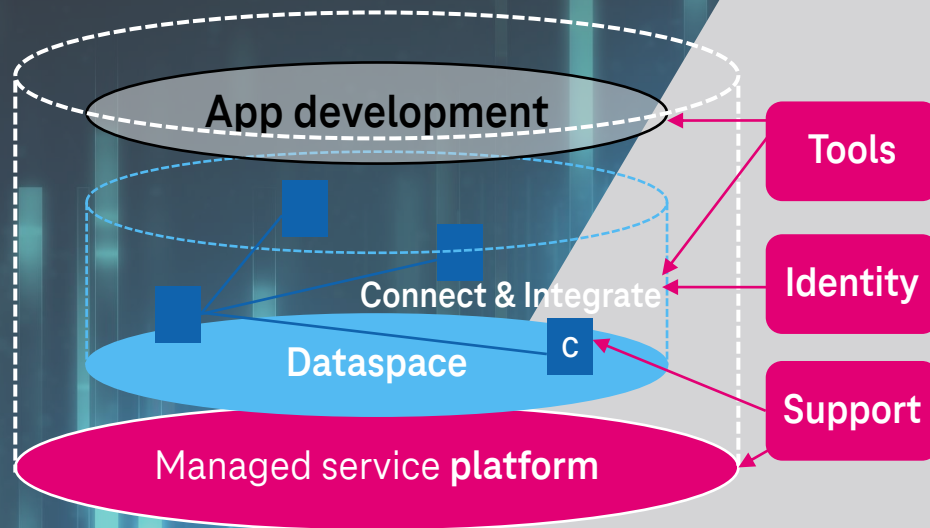 App development
Tools
Identity
Connect & Integrate
C
Dataspace
Support
Managed service platform